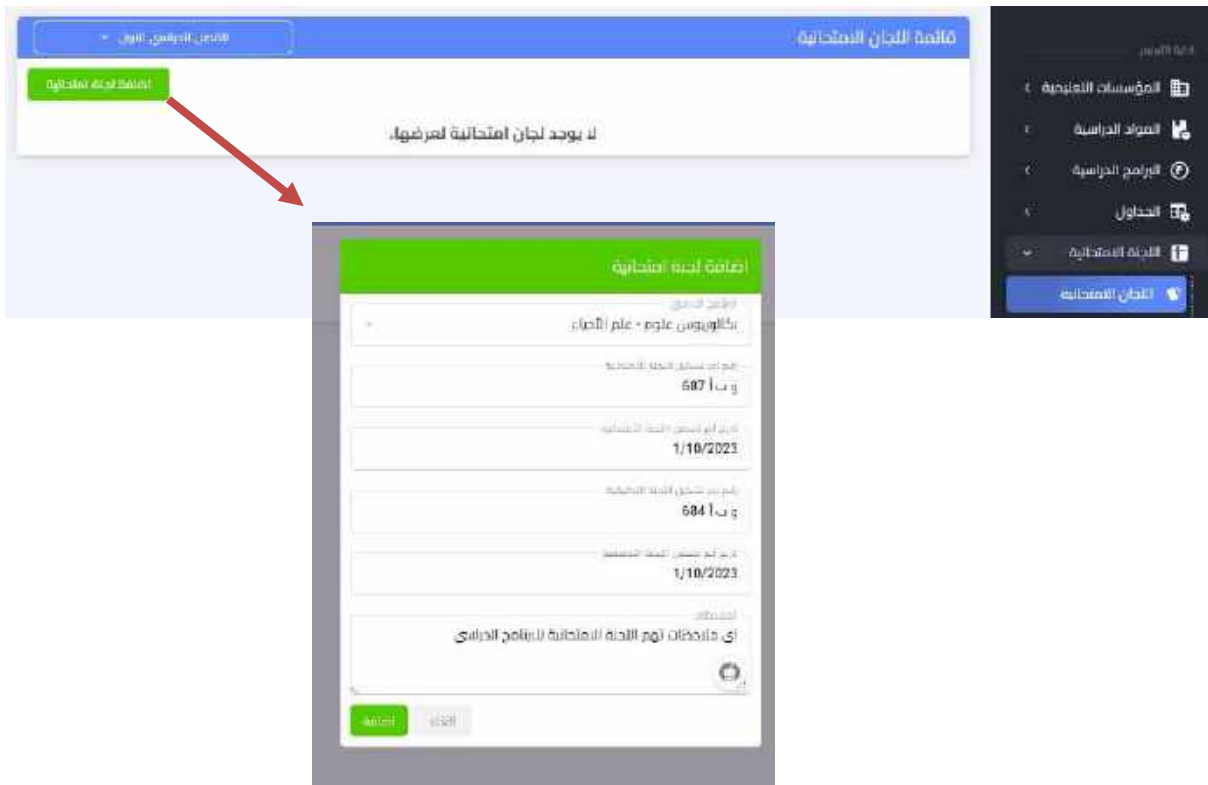 قائمة اللجان الامتحانية
الفصل الدراسي الاول
اضافة لجنة امتحانية
لا يوجد لجان امتحانية لعرضها.
المؤسسات التعليمية
المواد الدراسية
البرامج الدراسية
الجداول
اللجنة الامتحانية
اللجان الامتحانية
اضافة لجنة امتحانية
بكالوريوس علوم - علم الأحياء
و ب أ 687
1/10/2023
و ب أ 684
1/10/2023
اي ملاحظات تهم اللجنة الامتحانية للبرنامج الدراسي
الغاء
اضافة